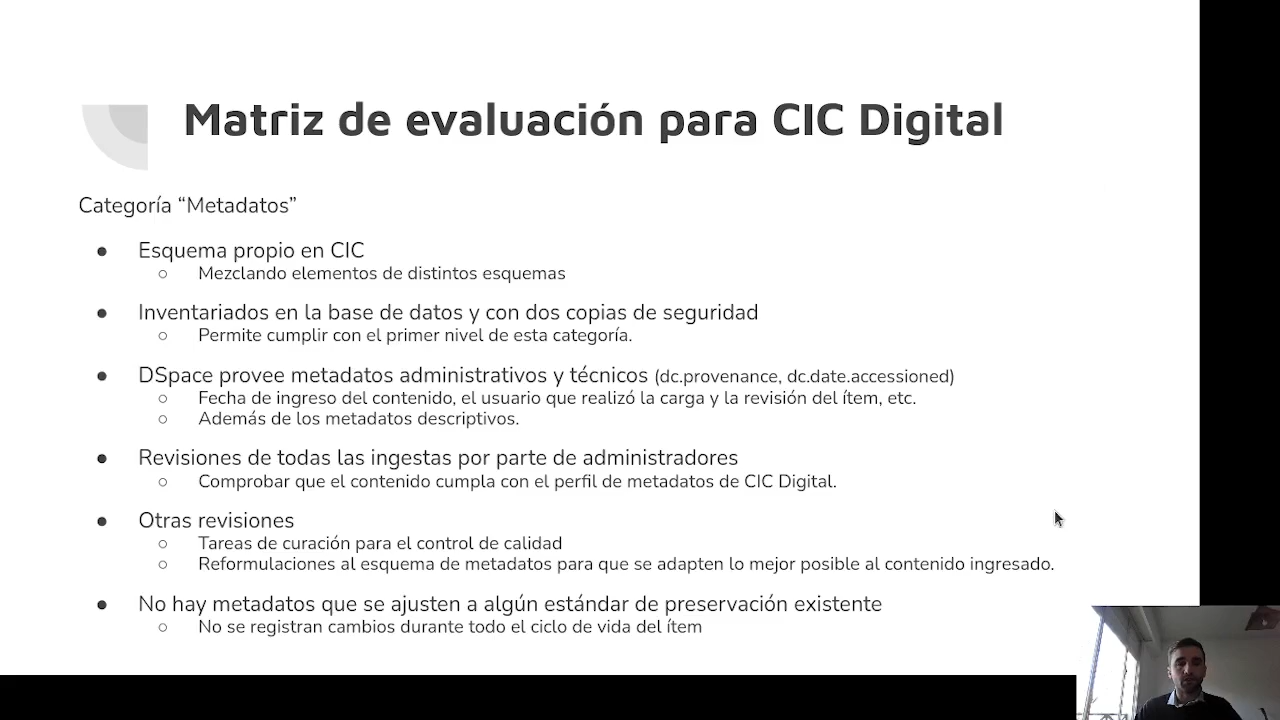 Matriz de evaluación para CIC Digital
Categoría “Metadatos”
● Esquema propio en CIC
○ Mezclando elementos de distintos esquemas
● Inventariados en la base de datos y con dos copias de seguridad
○ Permite cumplir con el primer nivel de esta categoría.
● DSpace provee metadatos administrativos y técnicos (dc.provenance, dc.date.accessioned)
○ Fecha de ingreso del contenido, el usuario que realizó la carga y la revisión del ítem, etc.
○ Además de los metadatos descriptivos.
● Revisiones de todas las ingestas por parte de administradores
○ Comprobar que el contenido cumpla con el perfil de metadatos de CIC Digital.
● Otras revisiones
○ Tareas de curación para el control de calidad
○ Reformulaciones al esquema de metadatos para que se adapten lo mejor posible al contenido ingresado.
● No hay metadatos que se ajusten a algún estándar de preservación existente
○ No se registran cambios durante todo el ciclo de vida del ítem